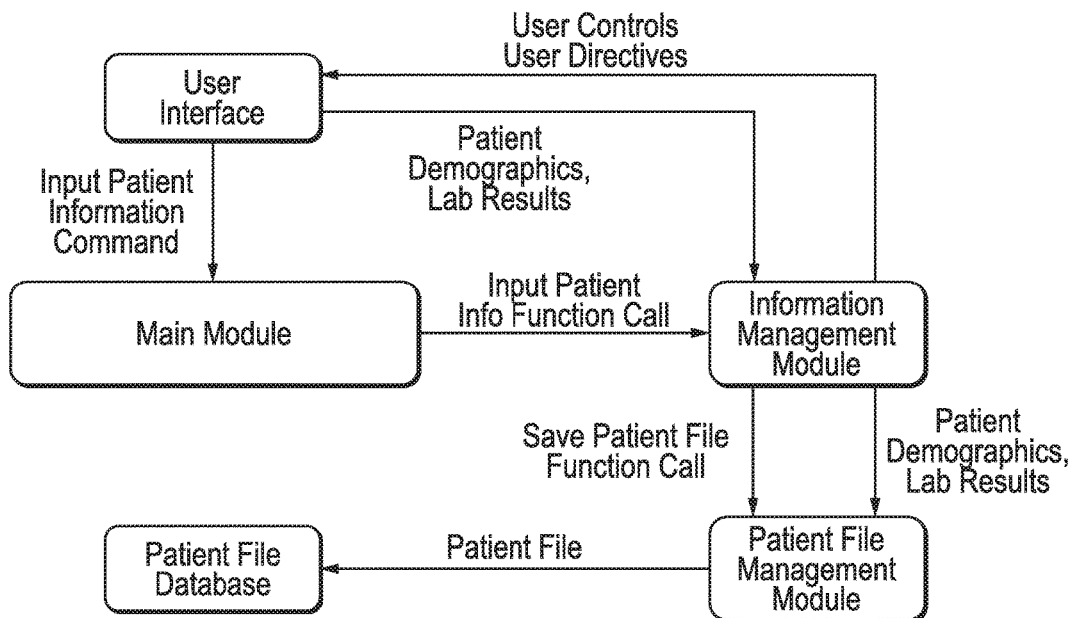 User Controls
User Directives
User
Interface
Patient
Demographics,
Lab Results
Input Patient
Information
Command
Main Module
Input Patient
Info Function Call
Information
Management
Module
Save Patient File
Function Call
Patient
Demographics,
Lab Results
Patient File
Database
Patient File
Patient File
Management
Module